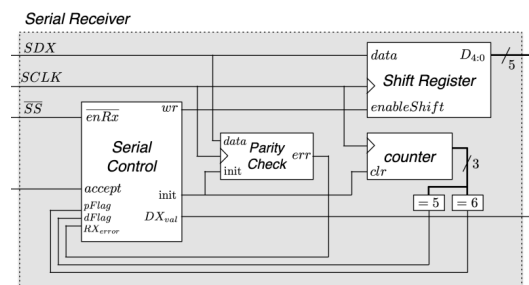 Serial Receiver
SDX
SCLK
SS
data
D4:0
5
Shift Register
enableShift
enRx
wr
Serial
Control
accept
init
pFlag
dFlag
RXerror
DXval
data
Parity
Check
err
init
counter
clr
3
= 5
= 6